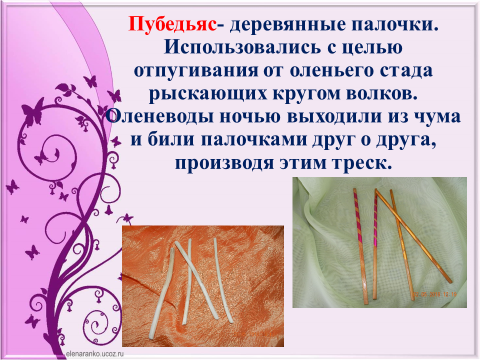 Пубедьяс- деревянные палочки.
Использовались с целью
отпугивания от оленьего стада
рыскающих кругом волков.
Оленеводы ночью выходили из чума
и били палочками друг о друга,
производя этим треск.
elenaranko.ucoz.ru